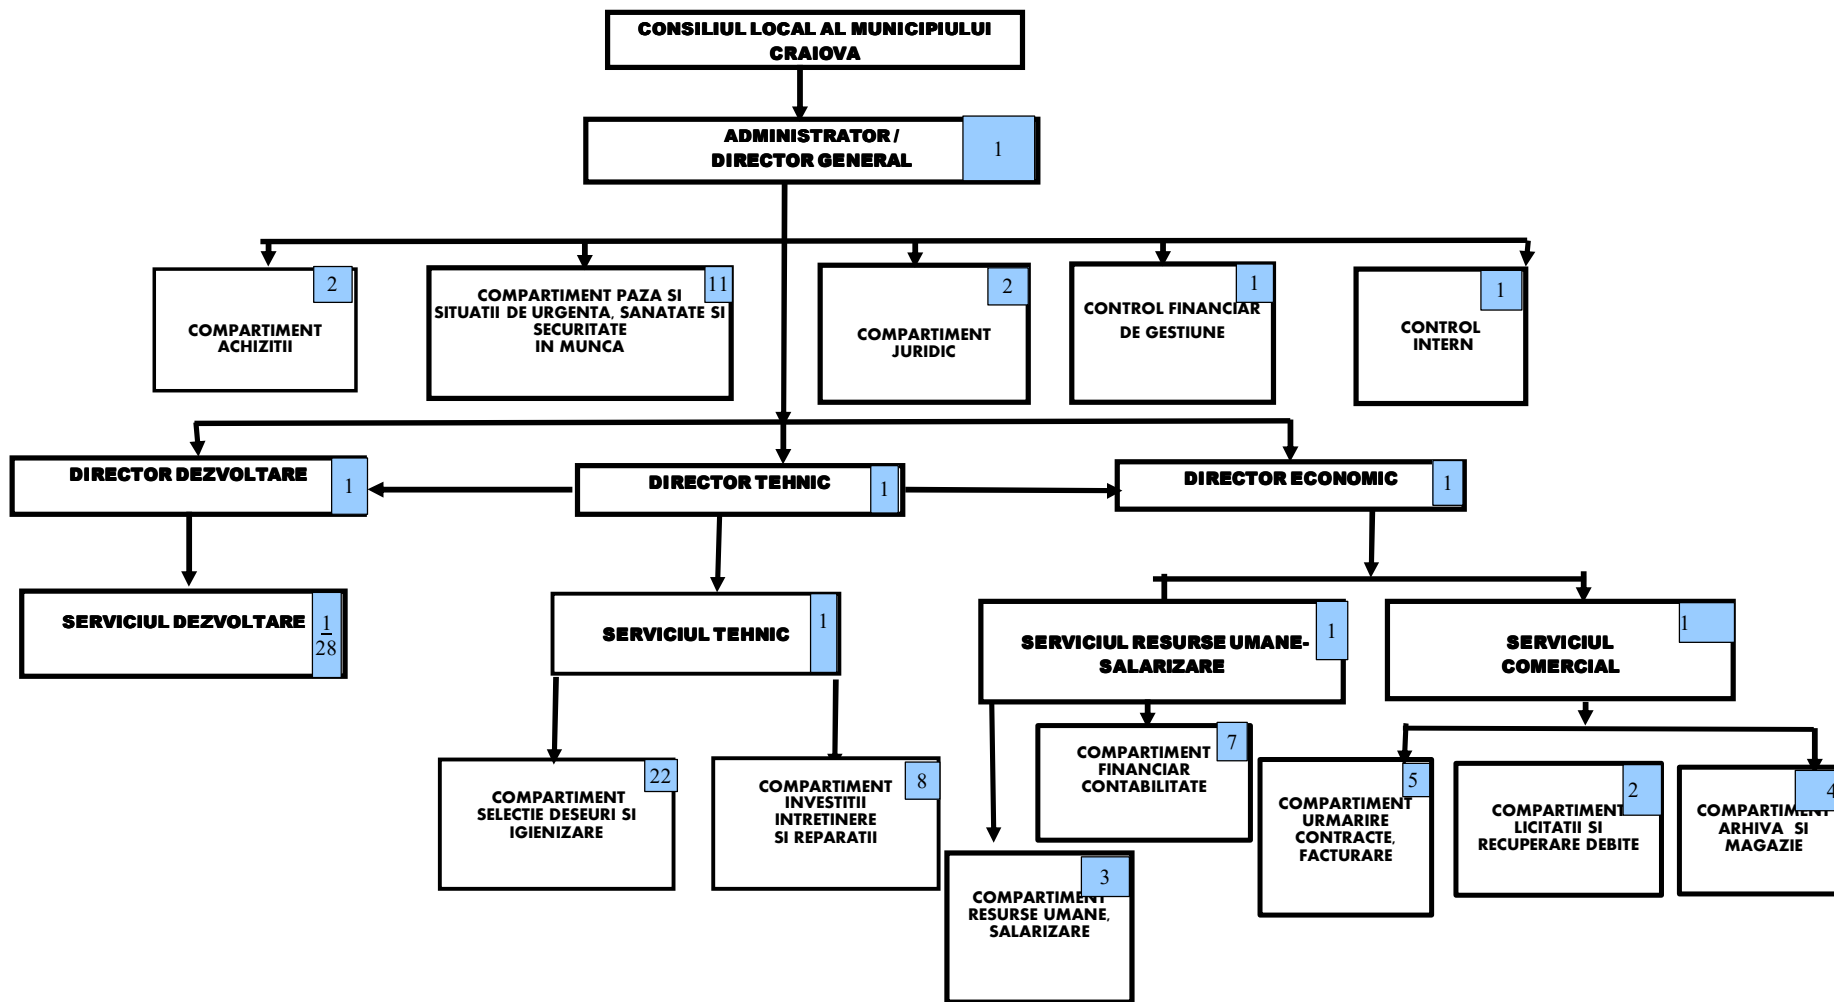 CONSILIUL LOCAL AL MUNICIPIULUI
CRAIOVA
ADMINISTRATOR /
DIRECTOR GENERAL
1
2
COMPARTIMENT
ACHIZITII
11
COMPARTIMENT PAZA SI
SITUATII DE URGENTA, SANATATE SI
SECURITATE
IN MUNCA
2
COMPARTIMENT
JURIDIC
1
CONTROL FINANCIAR
DE GESTIUNE
1
CONTROL
INTERN
DIRECTOR DEZVOLTARE
1
DIRECTOR TEHNIC
1
DIRECTOR ECONOMIC
1
SERVICIUL DEZVOLTARE
1
28
SERVICIUL TEHNIC
1
SERVICIUL RESURSE UMANE-
SALARIZARE
1
SERVICIUL
COMERCIAL
1
22
COMPARTIMENT
SELECTIE DESEURI SI
IGIENIZARE
8
COMPARTIMENT
INVESTITII
INTRETINERE
SI REPARATII
3
COMPARTIMENT
RESURSE UMANE,
SALARIZARE
7
COMPARTIMENT
FINANCIAR
CONTABILITATE
5
COMPARTIMENT
URMARIRE
CONTRACTE,
FACTURARE
2
COMPARTIMENT
LICITATII SI
RECUPERARE DEBITE
4
COMPARTIMENT
ARHIVA SI
MAGAZIE